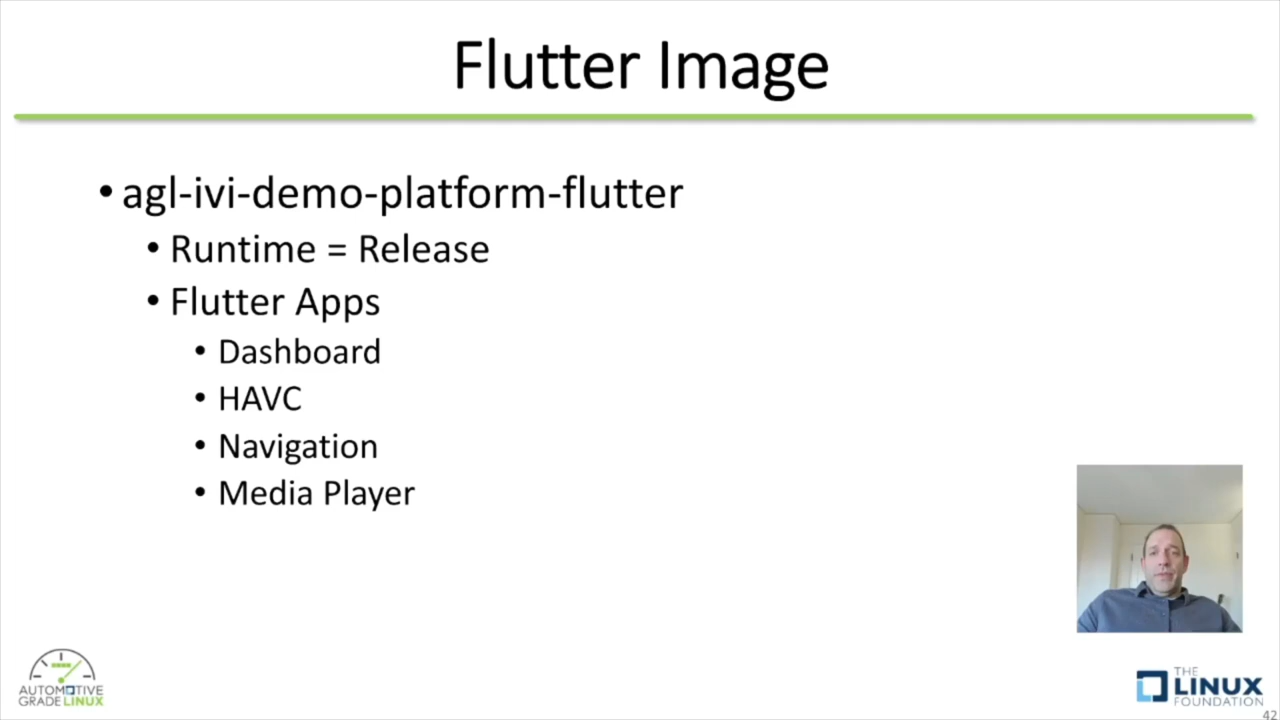 Flutter Image
• agl-ivi-demo-platform-flutter
• Runtime = Release
• Flutter Apps
• Dashboard
• HAVC
• Navigation
• Media Player
AUTOMOTIVE
GRADE LINUX
THE
LINUX
FOUNDATION
42